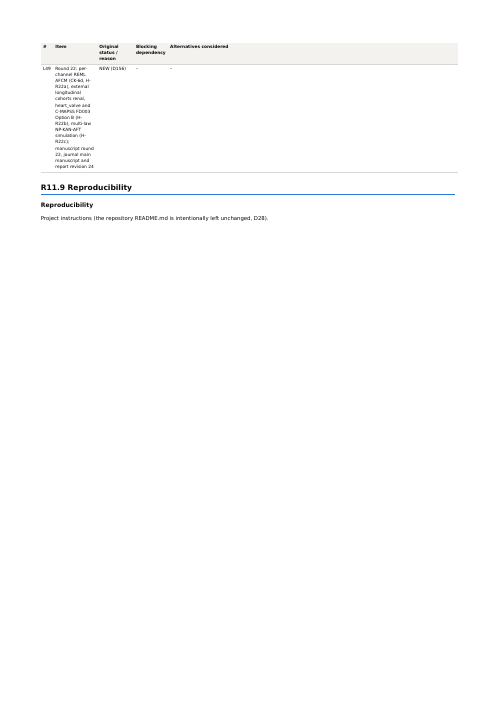 # Item Original status / reason Blocking dependency Alternatives considered
L49 Round 22: per- NEW (D156) – –
channel REML
AFCM (CK-6d, H-
R22a), external
longitudinal
cohorts renal,
heart_valve and
C-MAPSS FD003
Option B (H-
R22b), multi-law
NP-KAN-AFT
simulation (H-
R22c);
manuscript round
22, journal main
manuscript and
report revision 24
R11.9 Reproducibility
Reproducibility
Project instructions (the repository README.md is intentionally left unchanged, D28).